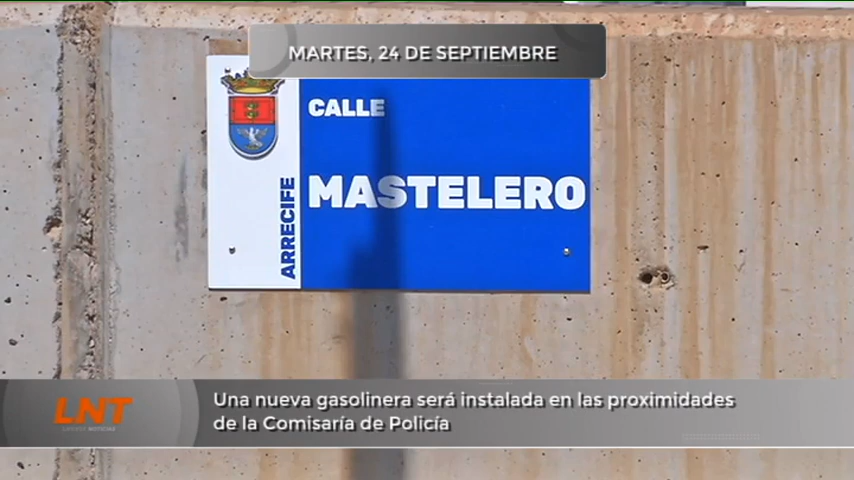 MARTES, 24 DE SEPTIEMBRE
CALLE
MASTELERO
ARRECIFE
Una nueva gasolinera será instalada en las proximidades
de la Comisaría de Policía
LNT